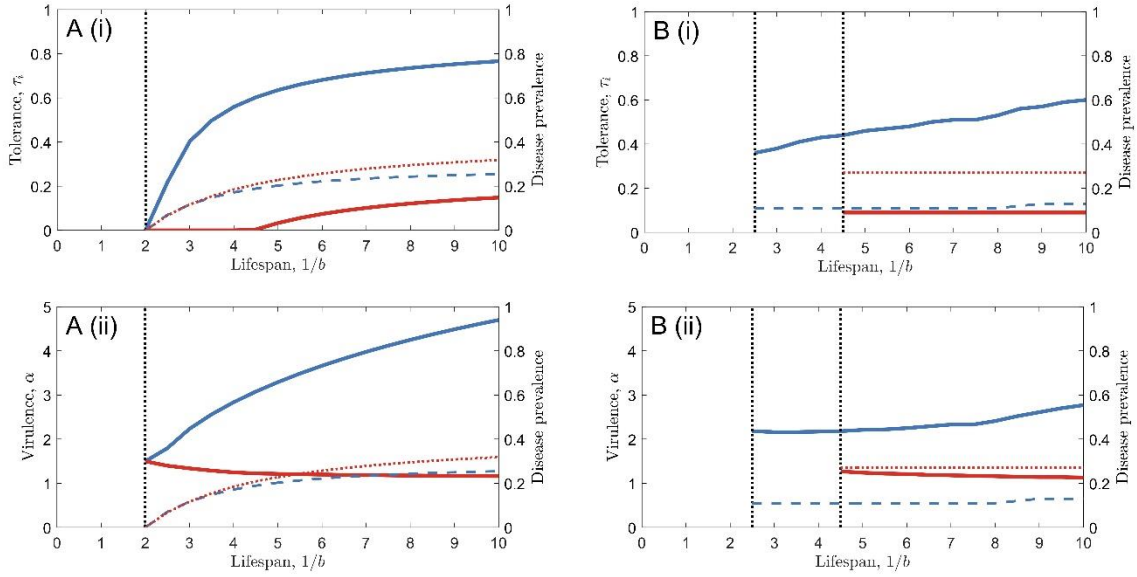 A (i)
Tolerance, τᵢ
1
0.8
0.6
0.4
0.2
0
0 1 2 3 4 5 6 7 8 9 10
Lifespan, 1/b
1
0.8
0.6
0.4
0.2
0
Disease prevalence
B (i)
Tolerance, τᵢ
1
0.8
0.6
0.4
0.2
0
0 1 2 3 4 5 6 7 8 9 10
Lifespan, 1/b
1
0.8
0.6
0.4
0.2
0
Disease prevalence
A (ii)
Virulence, α
5
4
3
2
1
0
0 1 2 3 4 5 6 7 8 9 10
Lifespan, 1/b
1
0.8
0.6
0.4
0.2
0
Disease prevalence
B (ii)
Virulence, α
5
4
3
2
1
0
0 1 2 3 4 5 6 7 8 9 10
Lifespan, 1/b
1
0.8
0.6
0.4
0.2
0
Disease prevalence